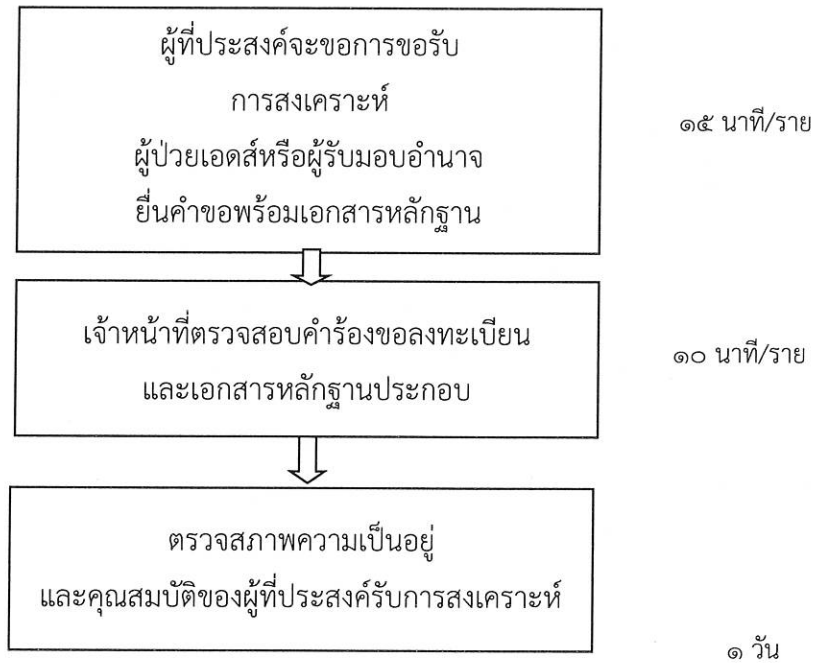 ผู้ที่ประสงค์จะขอการขอรับ
การสงเคราะห์
ผู้ป่วยเอดส์หรือผู้รับมอบอำนาจ
ยื่นคำขอพร้อมเอกสารหลักฐาน
๑๕ นาที/ราย
เจ้าหน้าที่ตรวจสอบคำร้องขอลงทะเบียน
และเอกสารหลักฐานประกอบ
๑๐ นาที/ราย
ตรวจสภาพความเป็นอยู่
และคุณสมบัติของผู้ที่ประสงค์รับการสงเคราะห์
๑ วัน